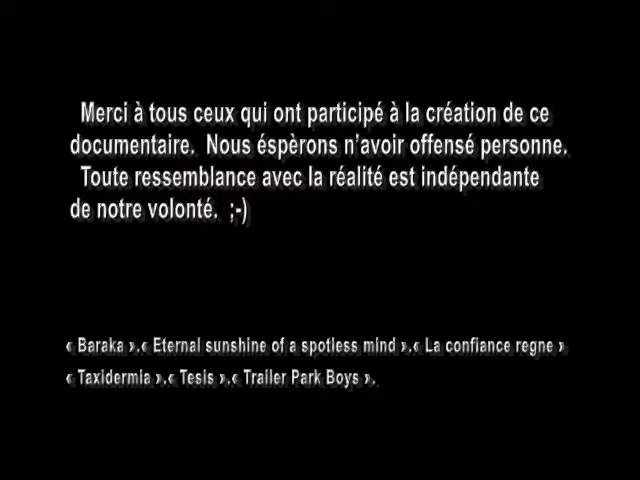 Merci à tous ceux qui ont participé à la création de ce
documentaire. Nous éspèrons n'avoir offensé personne.
Toute ressemblance avec la réalité est indépendante
de notre volonté. ;-)
« Baraka ».« Eternal sunshine of a spotless mind ».« La confiance regne »
« Taxidermia ».« Tesis ».« Trailer Park Boys ».